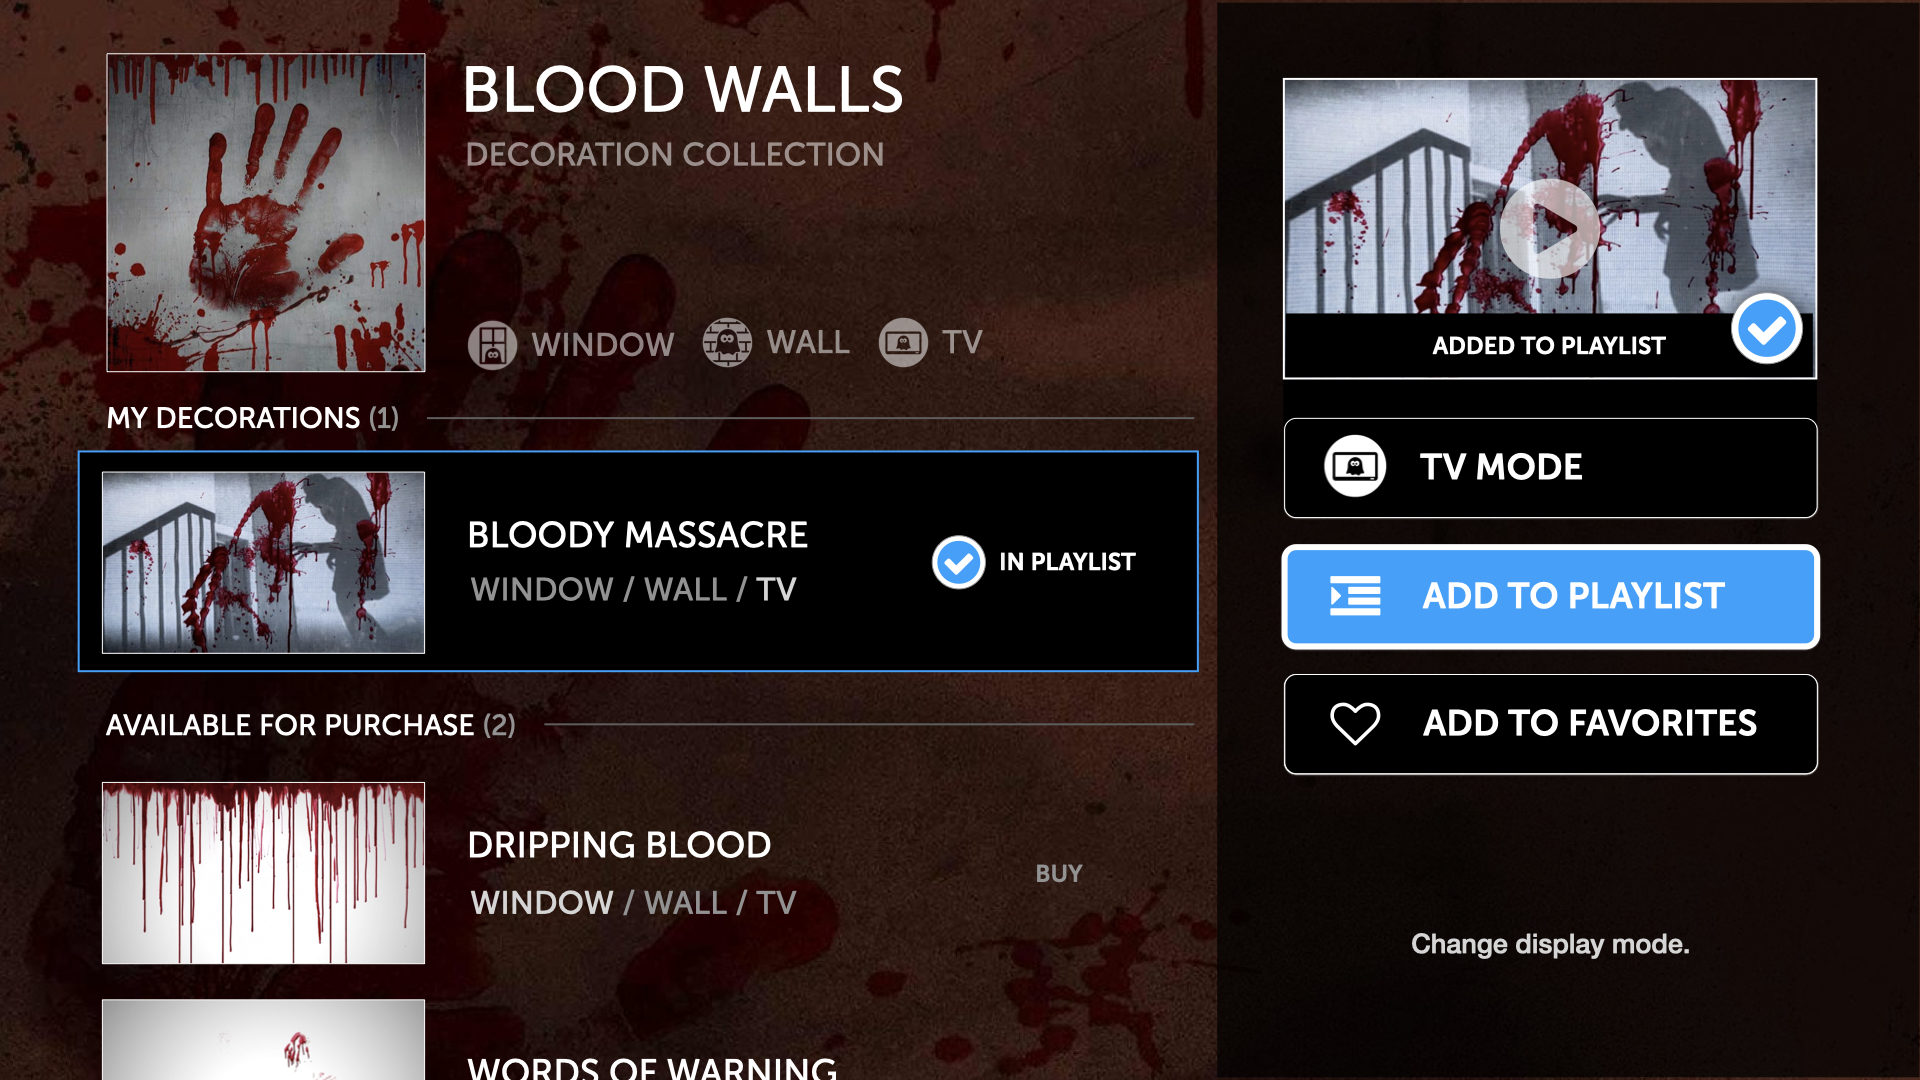 BLOOD WALLS
DECORATION COLLECTION
WINDOW WALL TV
MY DECORATIONS (1)
BLOODY MASSACRE
WINDOW / WALL / TV
IN PLAYLIST
AVAILABLE FOR PURCHASE (2)
DRIPPING BLOOD
WINDOW / WALL / TV
BUY
WORDS OF WARNING
ADDED TO PLAYLIST
TV MODE
ADD TO PLAYLIST
ADD TO FAVORITES
Change display mode.